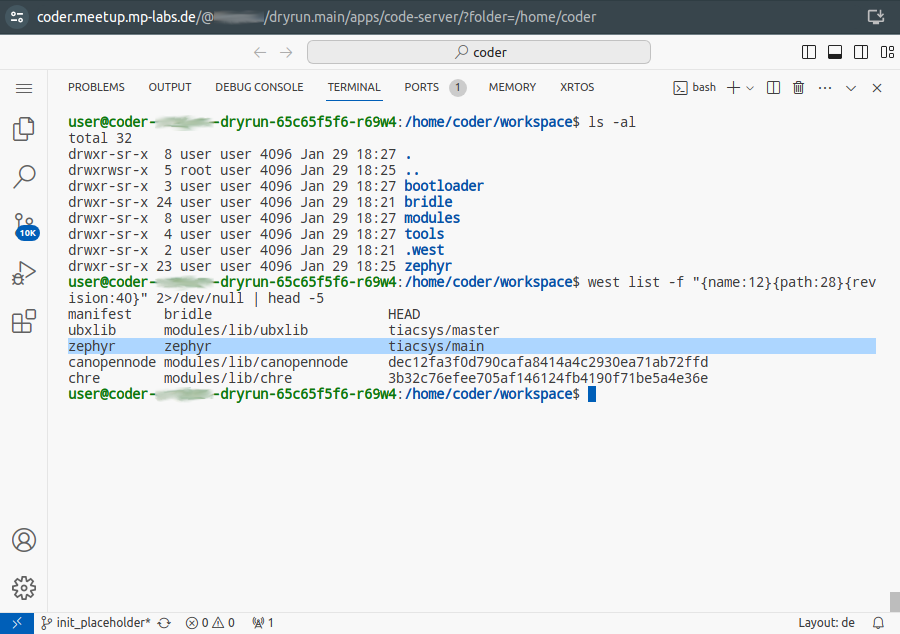 coder.meetup.mp-labs.de/@ /dryrun.main/apps/code-server/?folder=/home/coder
coder
PROBLEMS OUTPUT DEBUG CONSOLE TERMINAL PORTS 1 MEMORY XRTOS bash
user@coder- -dryrun-65c65f5f6-r69w4:/home/coder/workspace$ ls -al
total 32
drwxr-sr-x  8 user user 4096 Jan 29 18:27 .
drwxrwsr-x  5 root user 4096 Jan 29 18:25 ..
drwxr-sr-x  3 user user 4096 Jan 29 18:27 bootloader
drwxr-sr-x 24 user user 4096 Jan 29 18:21 bridle
drwxr-sr-x  8 user user 4096 Jan 29 18:27 modules
drwxr-sr-x  4 user user 4096 Jan 29 18:27 tools
drwxr-sr-x  2 user user 4096 Jan 29 18:21 .west
drwxr-sr-x 23 user user 4096 Jan 29 18:25 zephyr
user@coder- -dryrun-65c65f5f6-r69w4:/home/coder/workspace$ west list -f "{name:12}{path:28}{rev
ision:40}" 2>/dev/null | head -5
manifest    bridle                      HEAD
ubxlib      modules/lib/ubxlib          tiacsys/master
zephyr      zephyr                      tiacsys/main
canopennode modules/lib/canopennode     dec12fa3f0d790cafa8414a4c2930ea71ab72ffd
chre        modules/lib/chre            3b32c76efee705af146124fb4190f71be5a4e36e
user@coder- -dryrun-65c65f5f6-r69w4:/home/coder/workspace$
10K
init_placeholder* 0 0 1 Layout: de